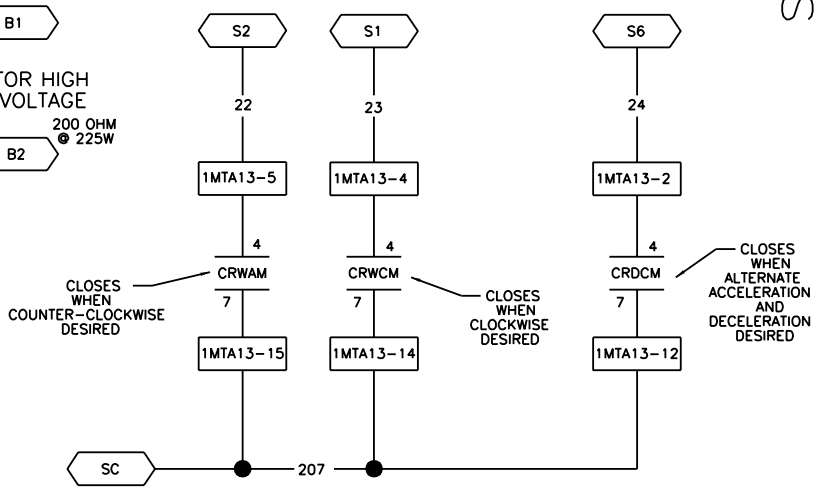 B1
S2
S1
S6
TOR HIGH
VOLTAGE
200 OHM
@ 225W
B2
22
23
24
1MTA13-5
1MTA13-4
1MTA13-2
4
CRWAM
7
4
CRWCM
7
4
CRDCM
7
CLOSES
WHEN
COUNTER-CLOCKWISE
DESIRED
CLOSES
WHEN
CLOCKWISE
DESIRED
CLOSES
WHEN
ALTERNATE
ACCELERATION
AND
DECELERATION
DESIRED
1MTA13-15
1MTA13-14
1MTA13-12
SC
207